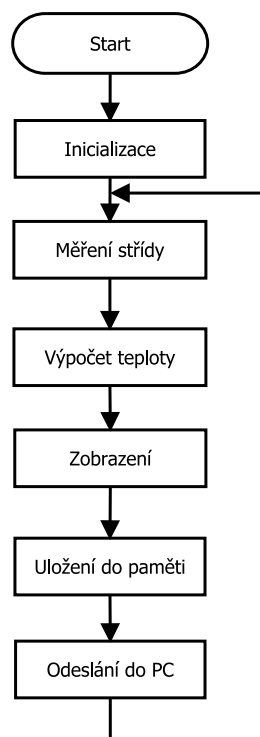 Start
Inicializace
Měření střídy
Výpočet teploty
Zobrazení
Uložení do paměti
Odeslání do PC